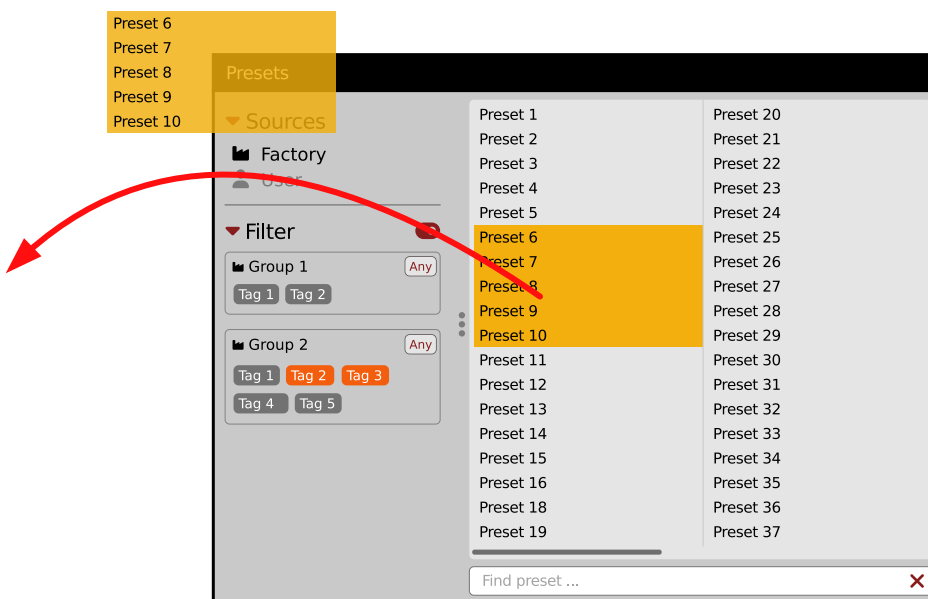 Preset 6
Preset 7
Preset 8
Preset 9
Preset 10
Presets
Sources
Factory
User
Filter
Group 1 Any
Tag 1 Tag 2
Group 2 Any
Tag 1 Tag 2 Tag 3
Tag 4 Tag 5
Preset 1
Preset 2
Preset 3
Preset 4
Preset 5
Preset 6
Preset 7
Preset 8
Preset 9
Preset 10
Preset 11
Preset 12
Preset 13
Preset 14
Preset 15
Preset 16
Preset 18
Preset 19
Preset 20
Preset 21
Preset 22
Preset 23
Preset 24
Preset 25
Preset 26
Preset 27
Preset 28
Preset 29
Preset 30
Preset 31
Preset 32
Preset 33
Preset 34
Preset 35
Preset 36
Preset 37
Find preset ...